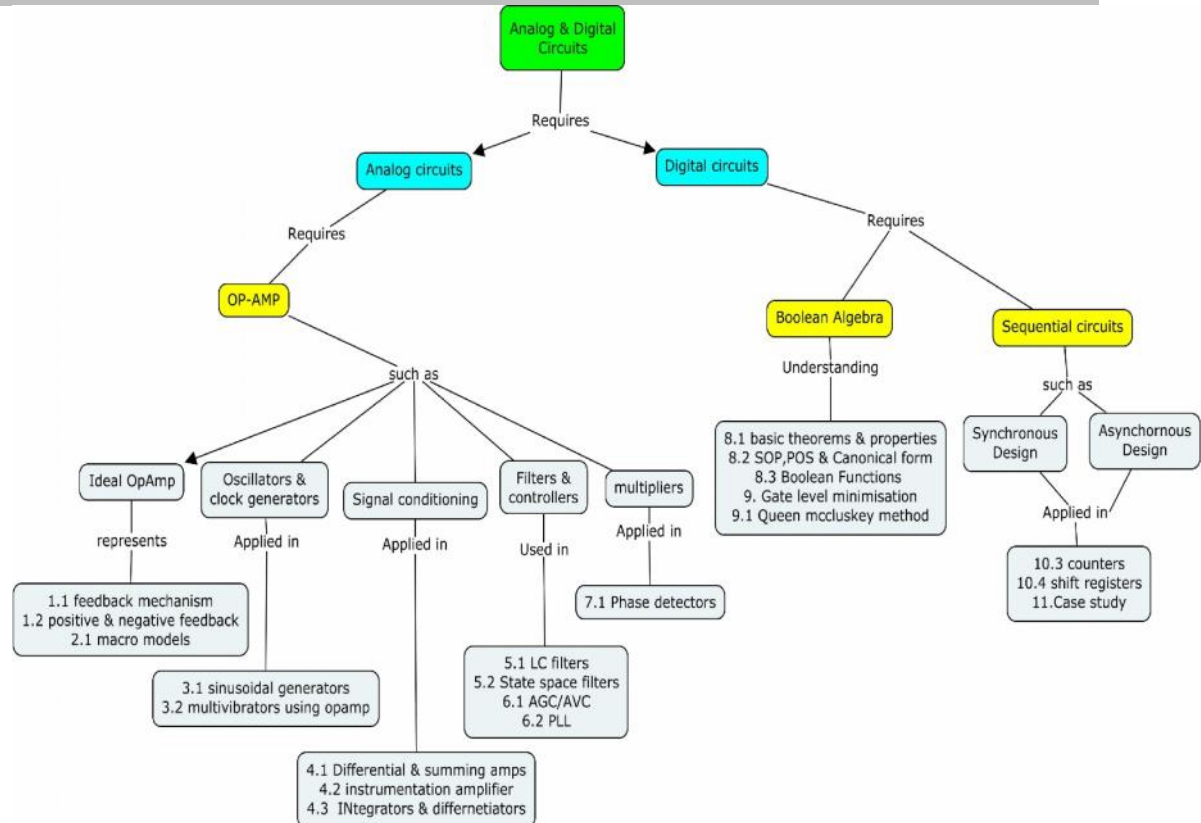 Analog & Digital
Circuits
Requires
Analog circuits
Digital circuits
Requires
Requires
OP-AMP
Boolean Algebra
Sequential circuits
such as
Understanding
such as
Ideal OpAmp
Oscillators &
clock generators
Signal conditioning
Filters &
controllers
multipliers
8.1 basic theorems & properties
8.2 SOP,POS & Canonical form
8.3 Boolean Functions
9. Gate level minimisation
9.1 Queen mccluskey method
Synchronous
Design
Asynchornous
Design
represents
Applied in
Applied in
Used in
Applied in
Applied in
1.1 feedback mechanism
1.2 positive & negative feedback
2.1 macro models
3.1 sinusoidal generators
3.2 multivibrators using opamp
4.1 Differential & summing amps
4.2 instrumentation amplifier
4.3 INtegrators & differnetiators
5.1 LC filters
5.2 State space filters
6.1 AGC/AVC
6.2 PLL
7.1 Phase detectors
10.3 counters
10.4 shift registers
11.Case study